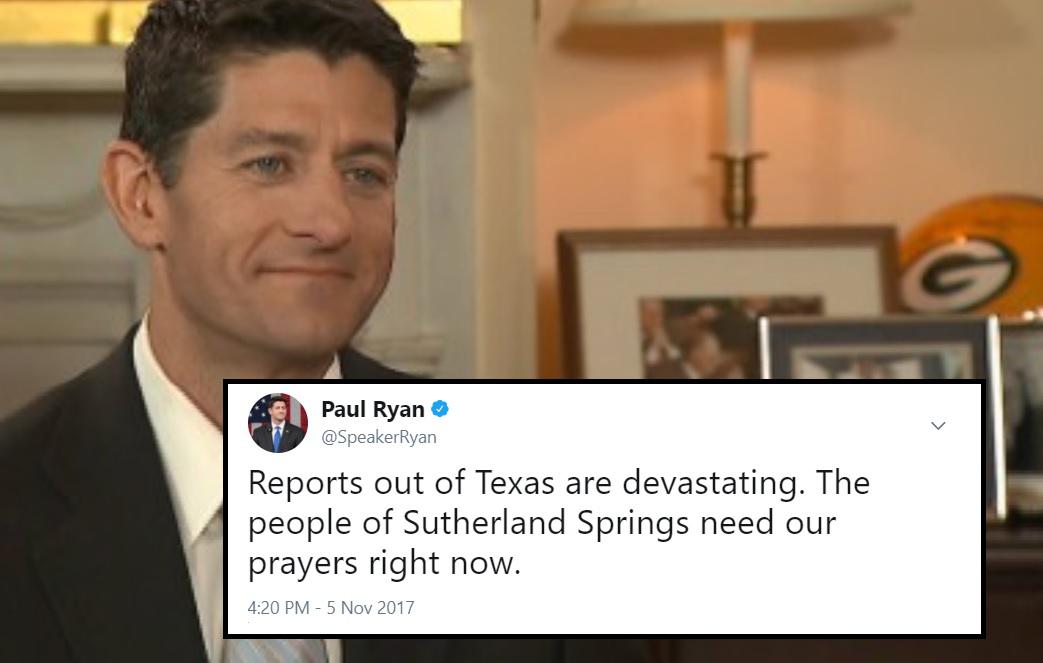 G
Paul Ryan
@SpeakerRyan
Reports out of Texas are devastating. The
people of Sutherland Springs need our
prayers right now.
4:20 PM - 5 Nov 2017